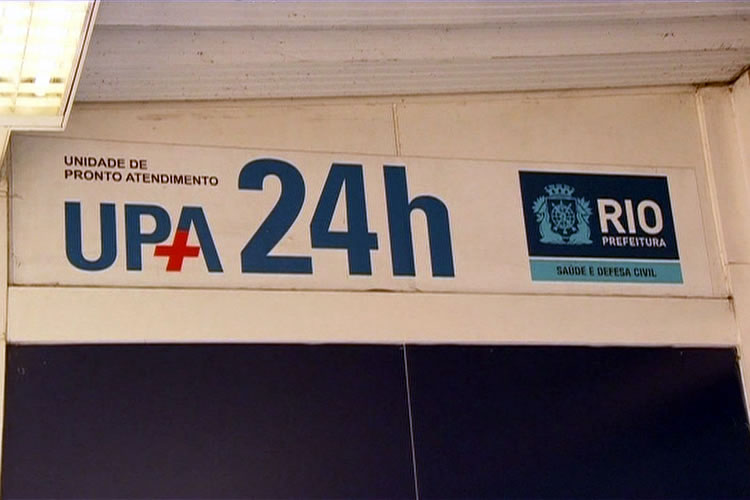 UNIDADE DE
PRONTO ATENDIMENTO
UPA 24h
RIO
PREFEITURA
SAÚDE E DEFESA CIVIL